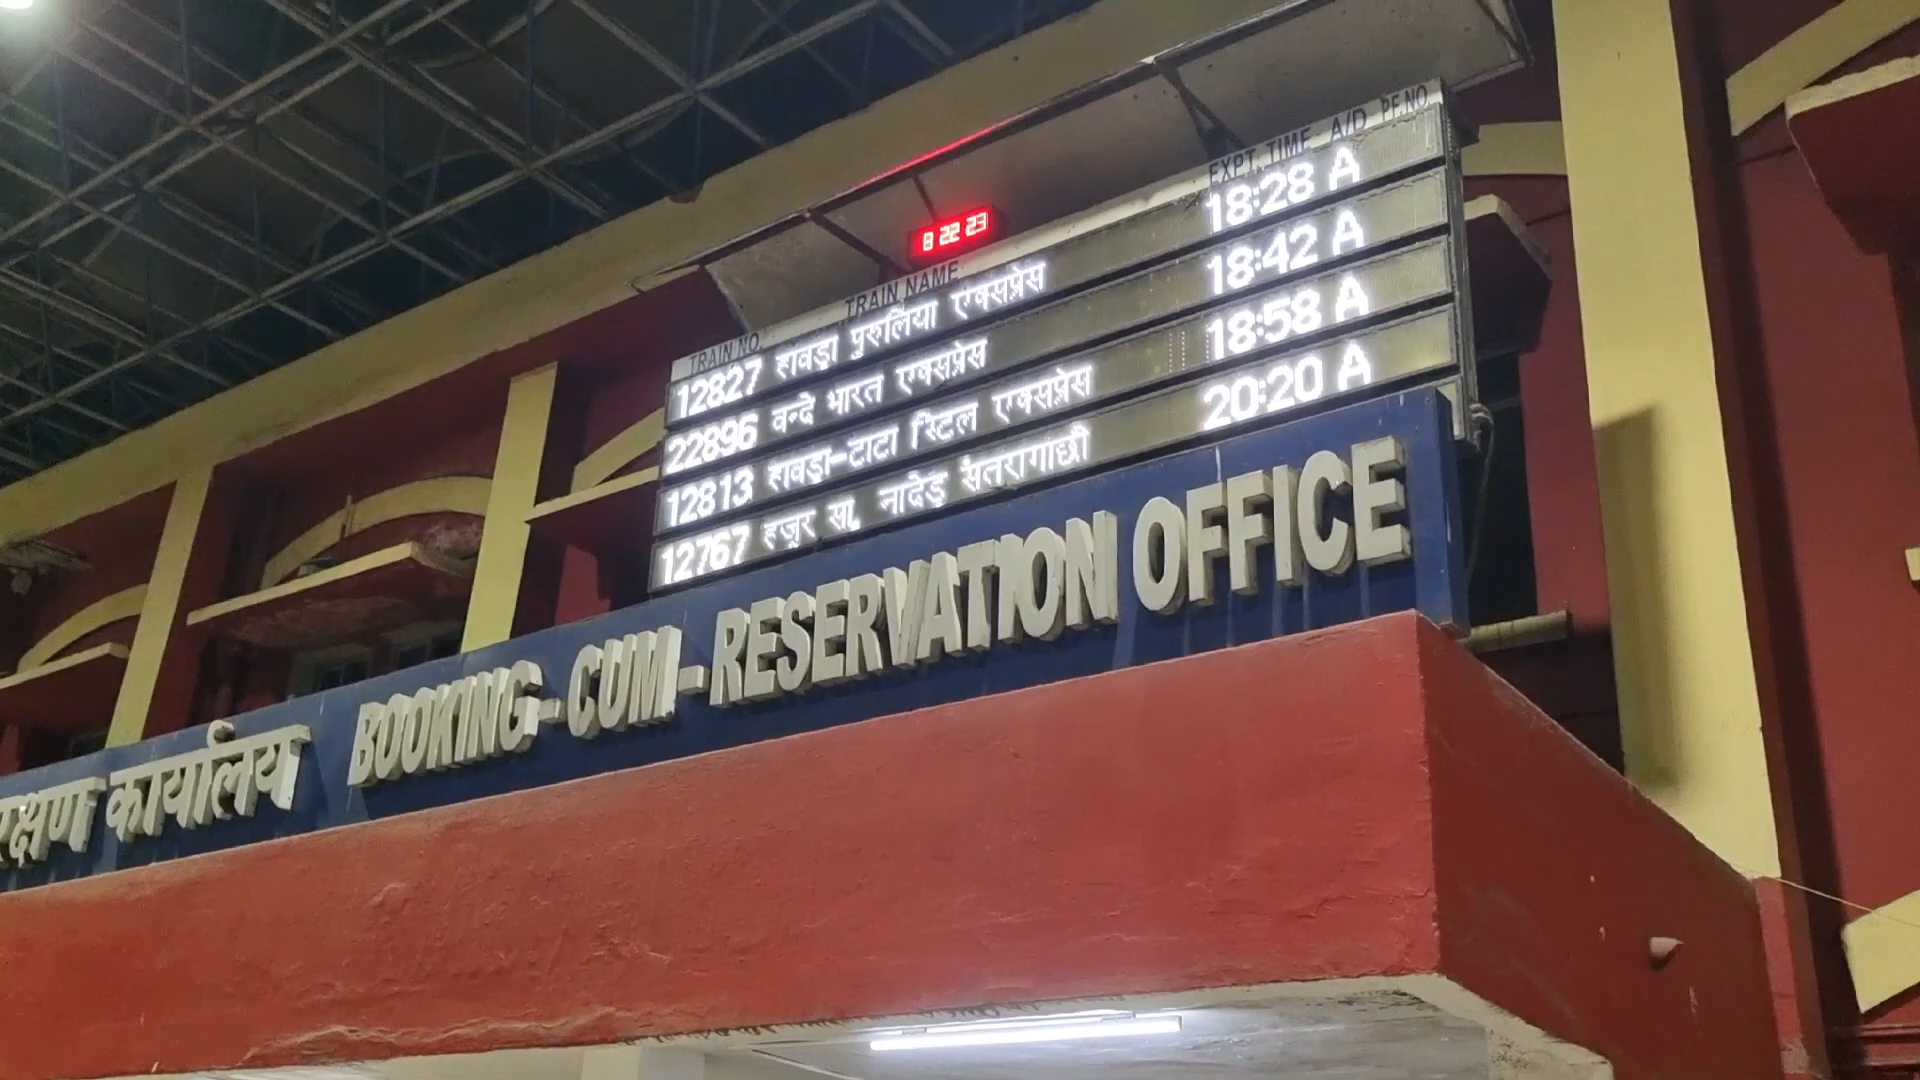 8 22 23
TRAIN NO. TRAIN NAME EXPT. TIME A/D PF.NO.
12827 हावड़ा पुरुलिया एक्सप्रेस 18:28 A
22896 वन्दे भारत एक्सप्रेस 18:42 A
12813 हावड़ा-टाटा स्टिल एक्सप्रेस 18:58 A
12767 हजूर सा. नादेड़ संतरागाछी 20:20 A
रक्षण कार्यालय BOOKING-CUM-RESERVATION OFFICE